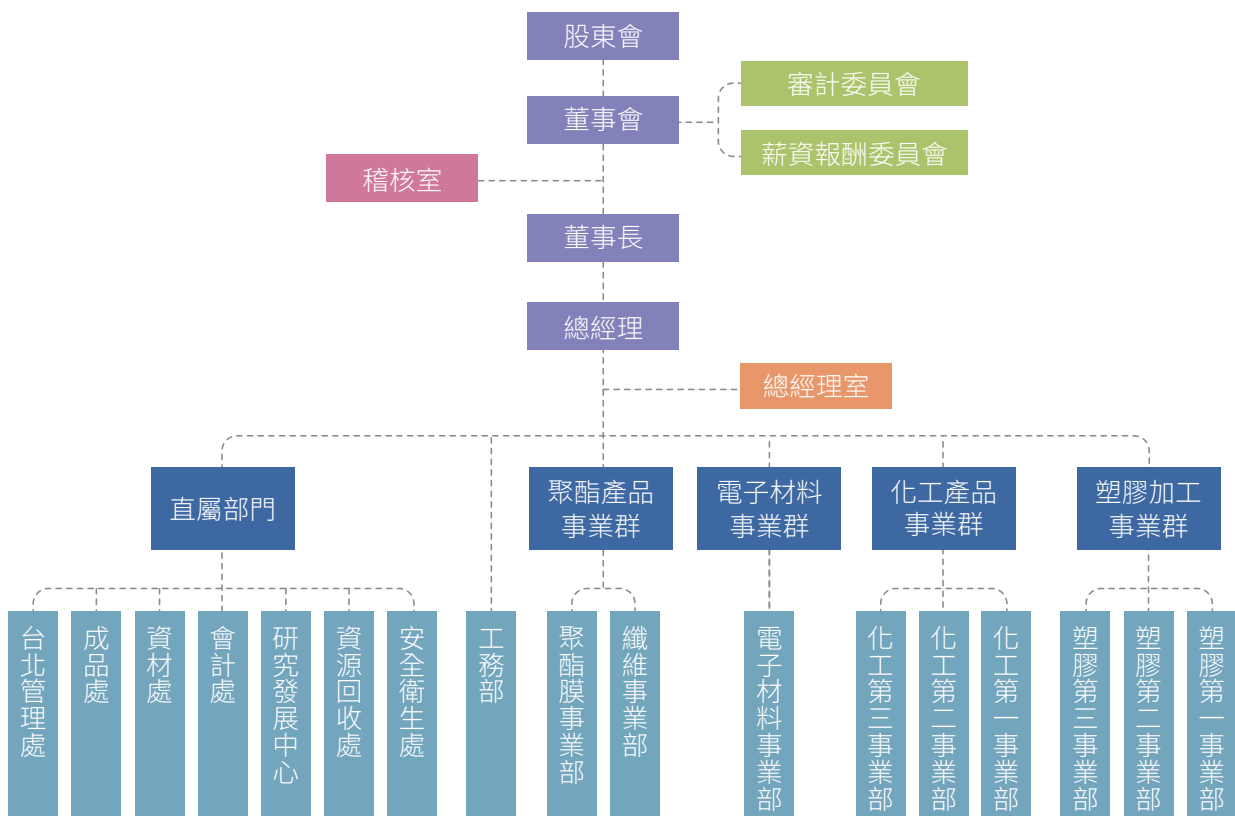 股東會
審計委員會
董事會
薪資報酬委員會
稽核室
董事長
總經理
總經理室
直屬部門
聚酯產品
事業群
電子材料
事業群
化工產品
事業群
塑膠加工
事業群
台北管理處
成品處
資材處
會計處
研究發展中心
資源回收處
安全衛生處
工務部
聚酯膜事業部
纖維事業部
電子材料事業部
化工第三事業部
化工第二事業部
化工第一事業部
塑膠第三事業部
塑膠第二事業部
塑膠第一事業部